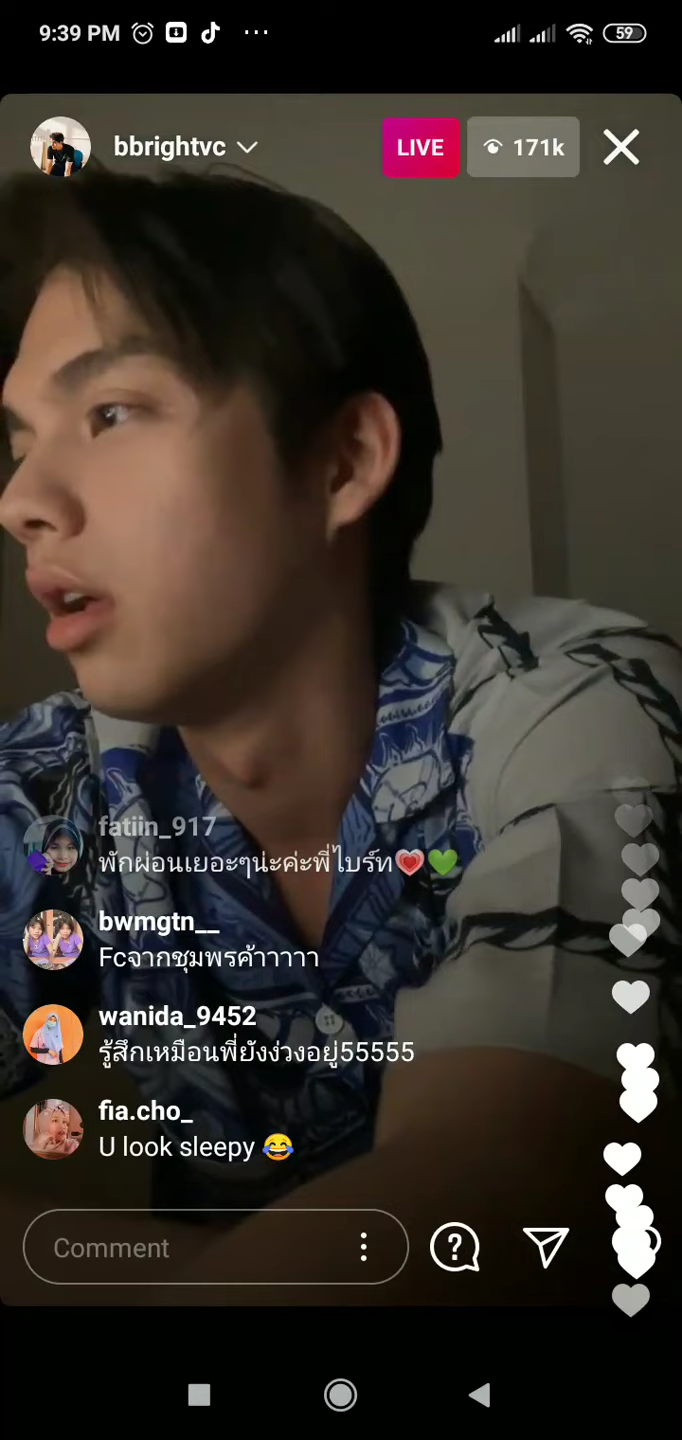 9:39 PM
59
bbrightvc
LIVE
171k
fatiin_917
พักผ่อนเยอะๆน่ะค่ะพี่ไบร์ท💗💚
bwmgtn__
Fcจากชุมพรค้าาาาา
wanida_9452
รู้สึกเหมือนพี่ยังง่วงอยู่55555
fia.cho_
U look sleepy 😂
Comment